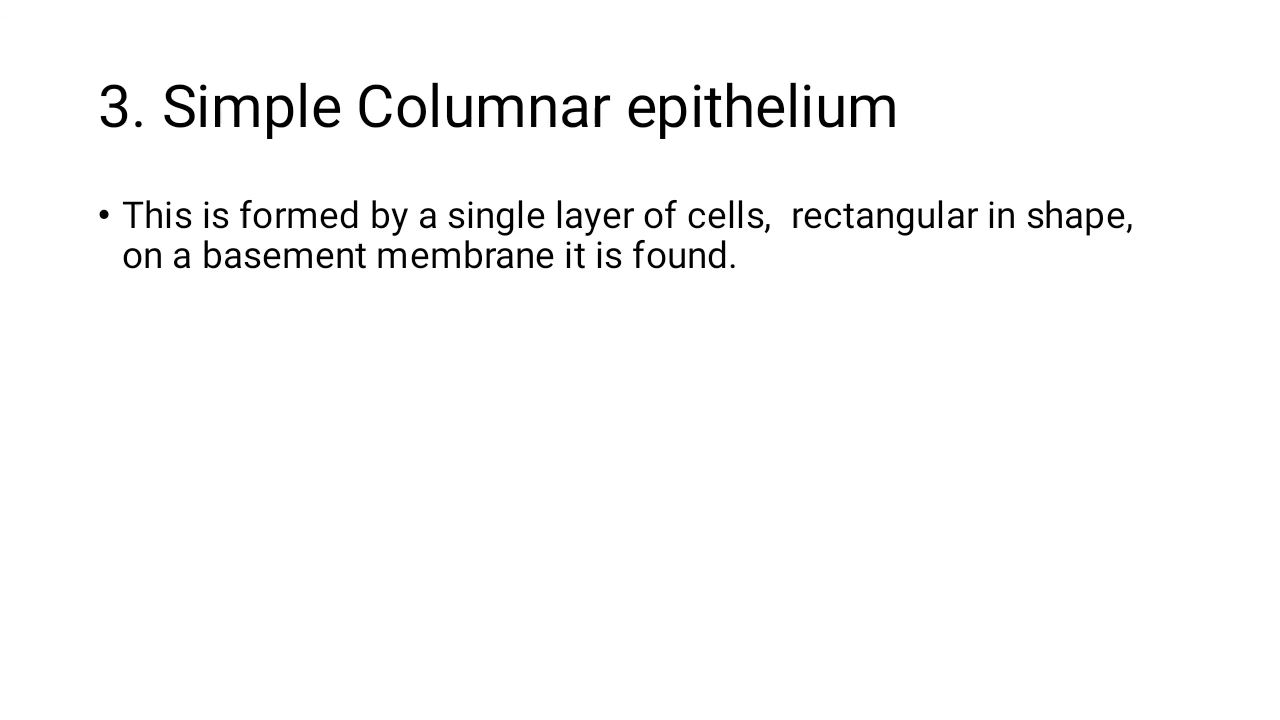 3. Simple Columnar epithelium
• This is formed by a single layer of cells,  rectangular in shape,
on a basement membrane it is found.